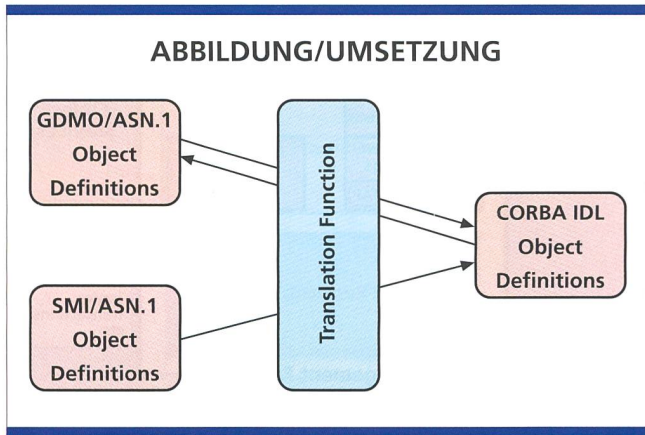 ABBILDUNG/UMSETZUNG
GDMO/ASN.1
Object
Definitions
Translation Function
CORBA IDL
Object
Definitions
SMI/ASN.1
Object
Definitions